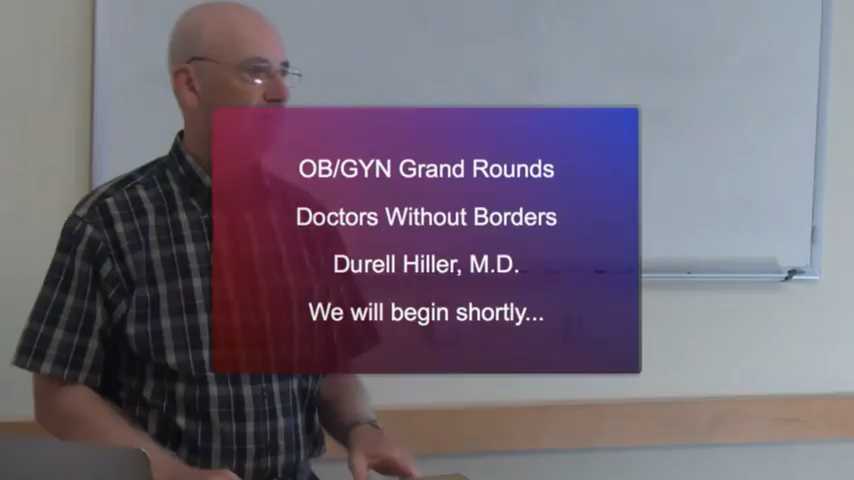 OB/GYN Grand Rounds
Doctors Without Borders
Durell Hiller, M.D.
We will begin shortly...